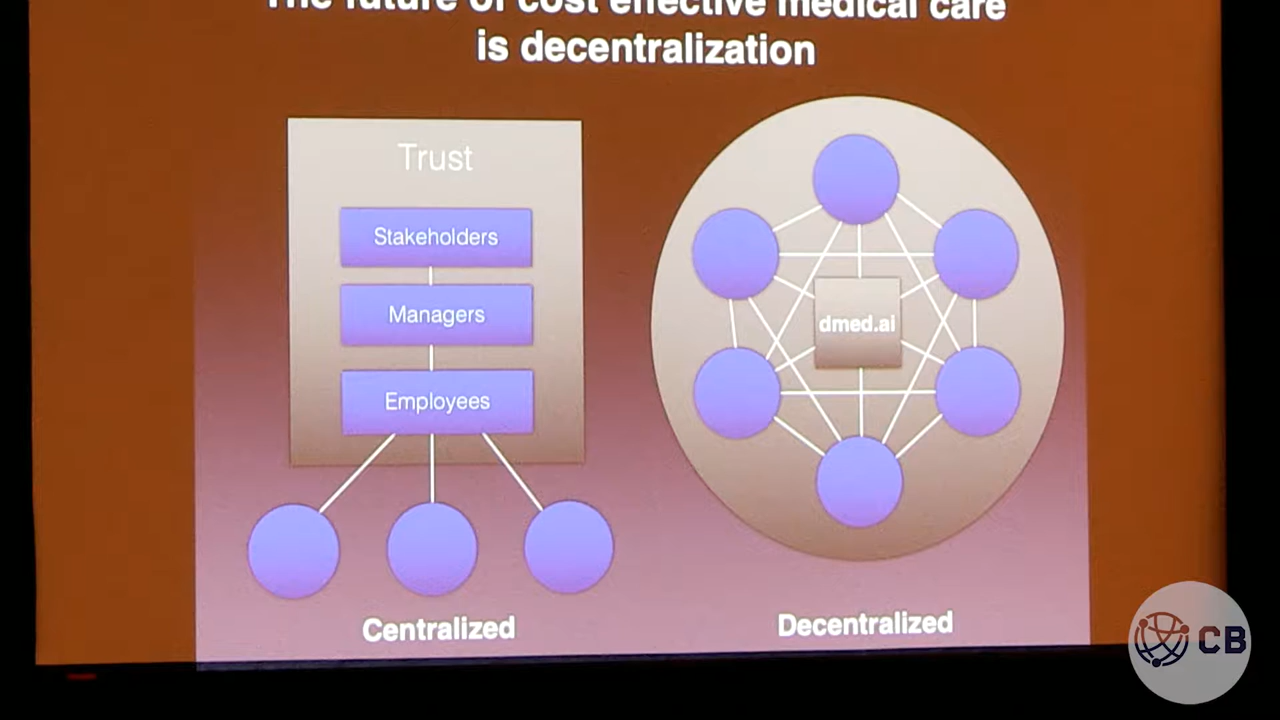 The future of cost effective medical care
is decentralization
Trust
Stakeholders
Managers
Employees
Centralized
dmed.ai
Decentralized
CB